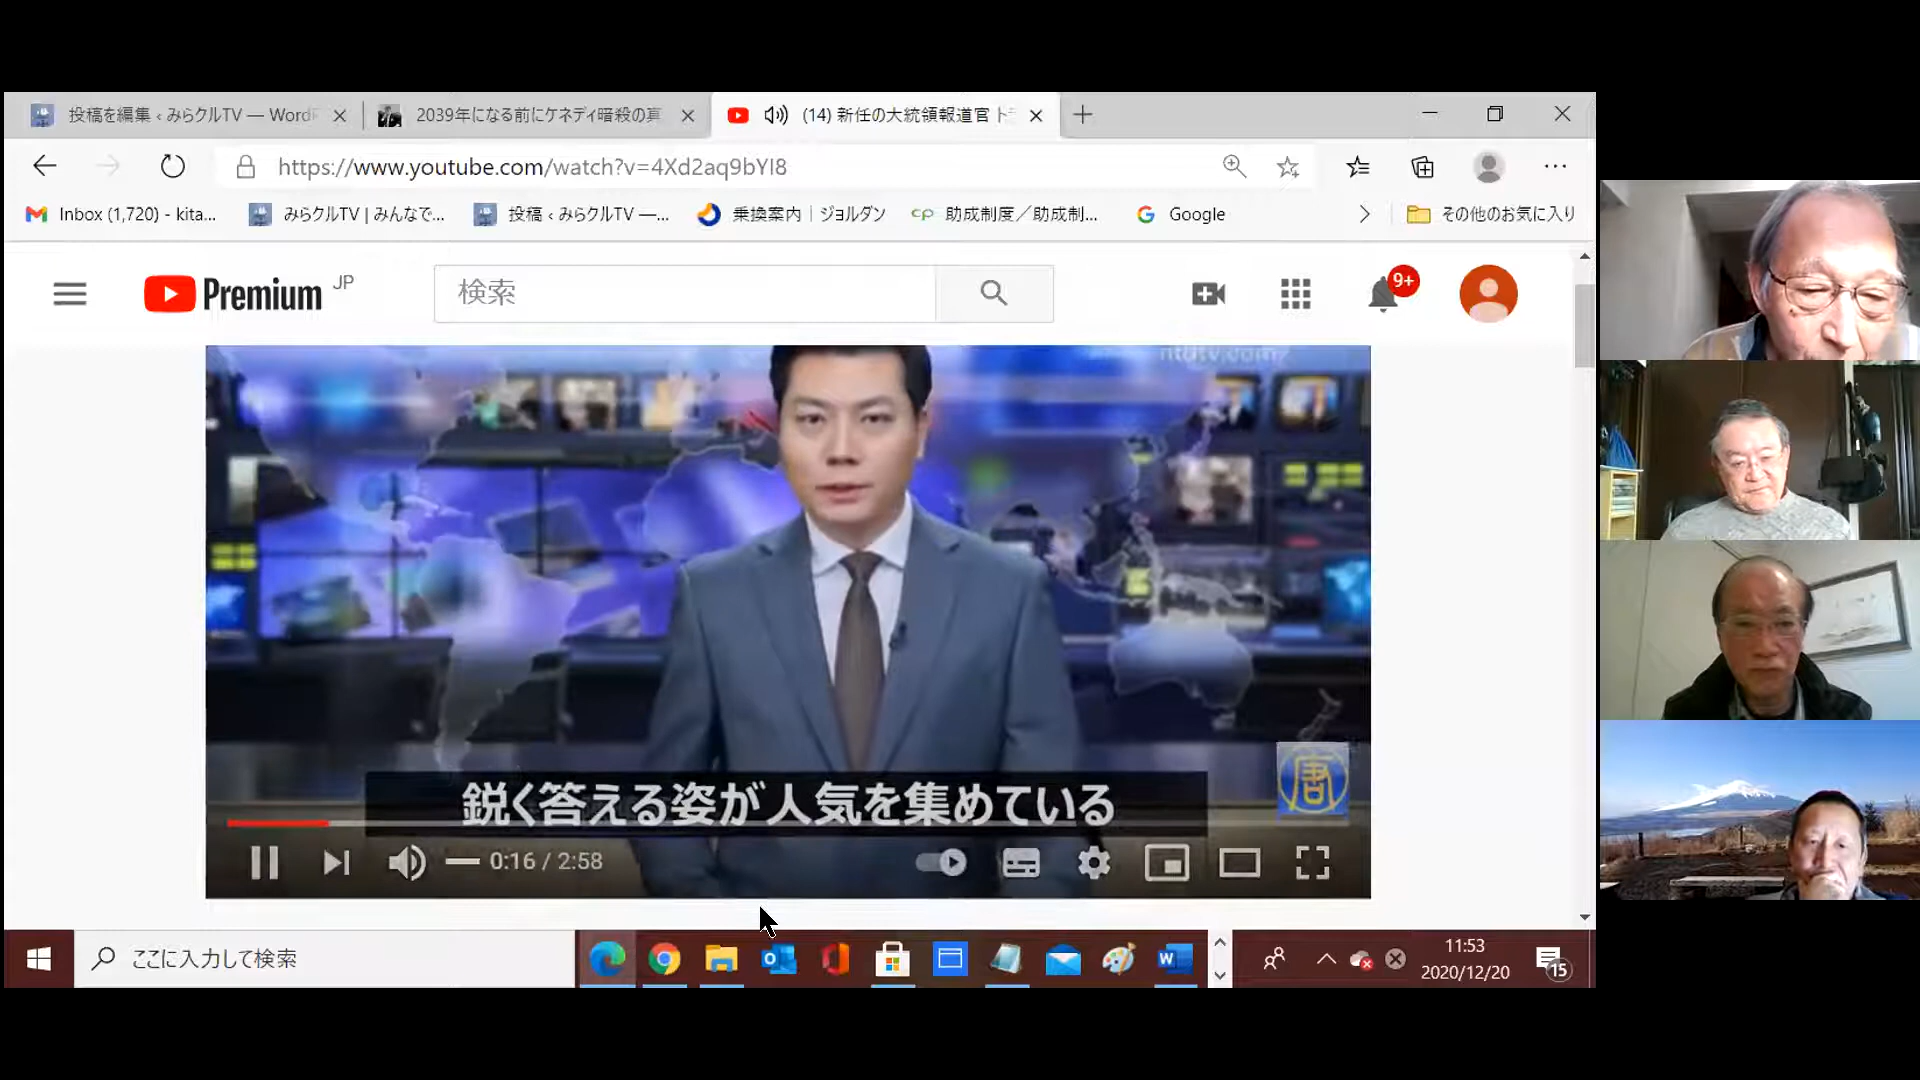 投稿を編集 ‹ みらクルTV — Word
2039年になる前にケネディ暗殺の真
(14) 新任の大統領報道官 ト
https://www.youtube.com/watch?v=4Xd2aq9bYl8
Inbox (1,720) - kita...
みらクルTV | みんなで...
投稿 ‹ みらクルTV —...
乗換案内｜ジョルダン
助成制度／助成制...
Google
その他のお気に入り
Premium JP
検索
9+
唐
鋭く答える姿が人気を集めている
0:16 / 2:58
ここに入力して検索
11:53
2020/12/20
15